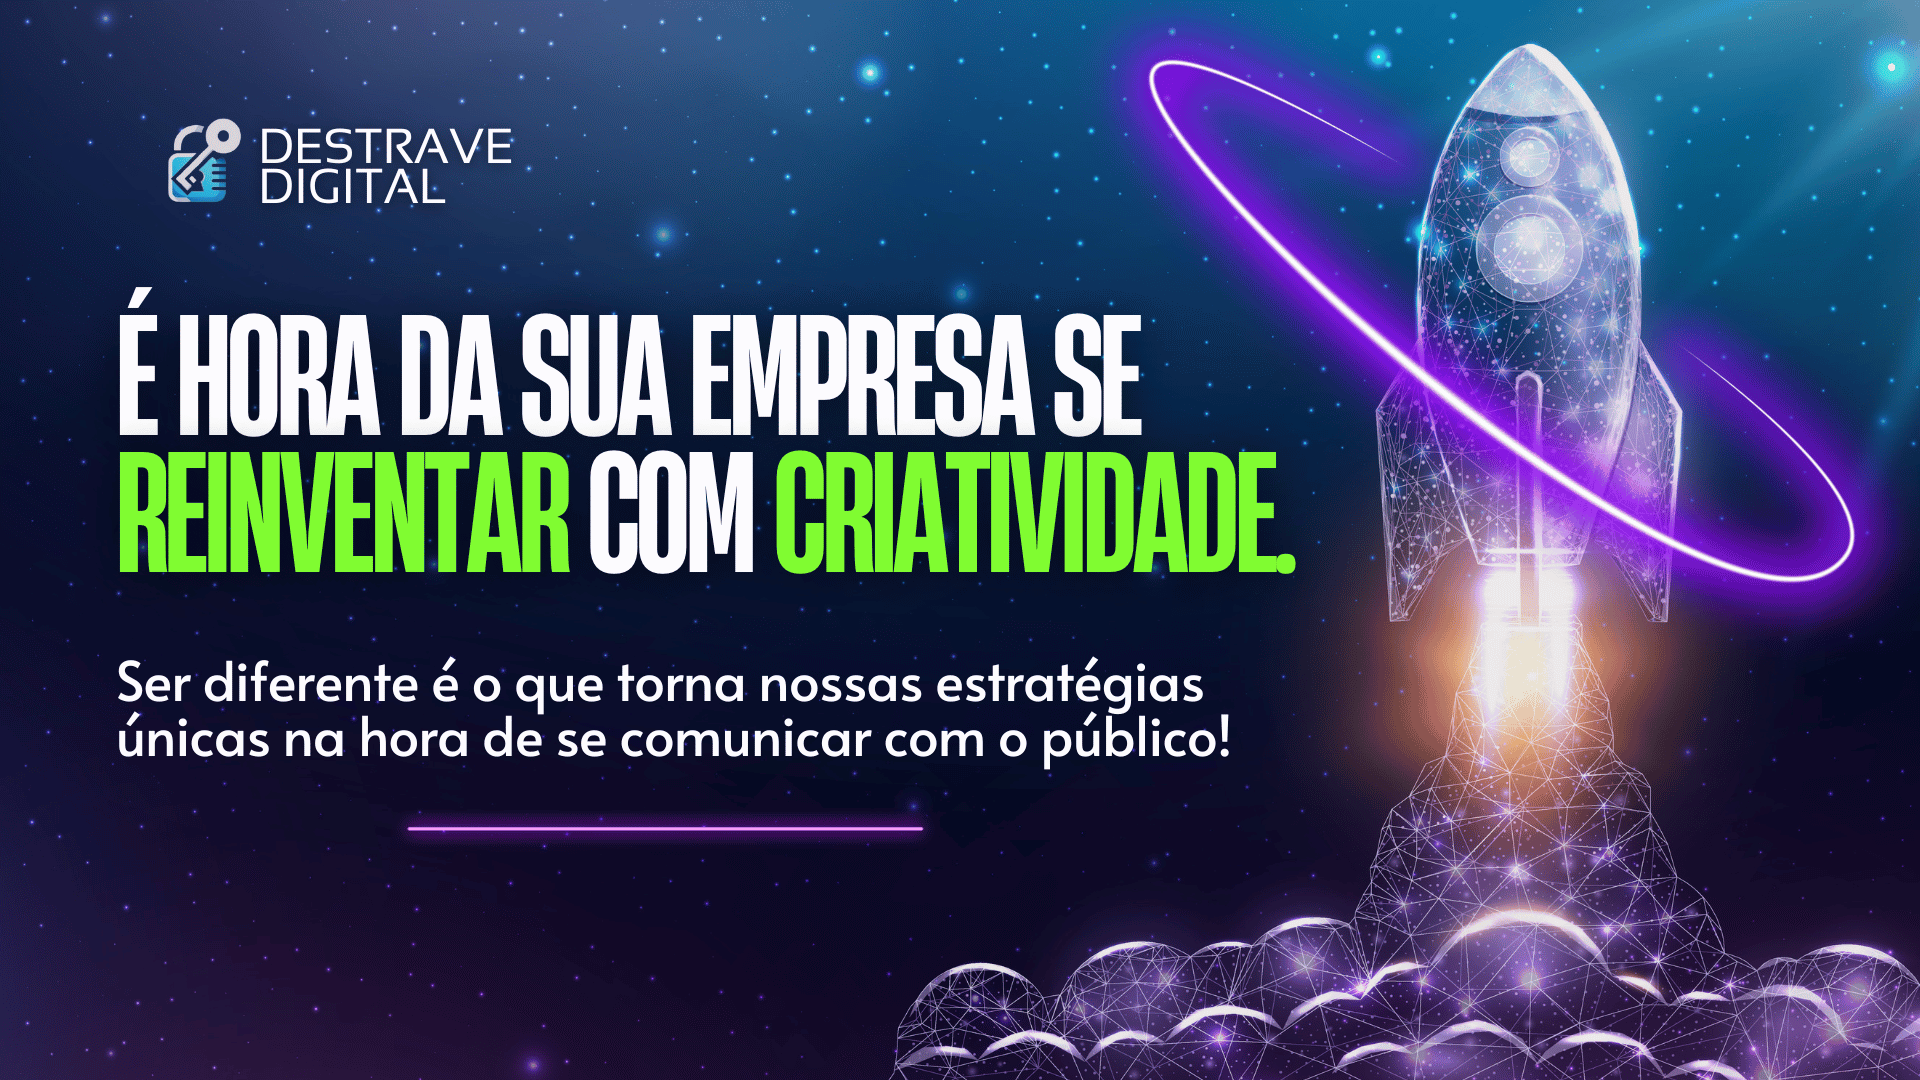 DESTRAVE
DIGITAL
É HORA DA SUA EMPRESA SE
REINVENTAR COM CRIATIVIDADE.
Ser diferente é o que torna nossas estratégias
únicas na hora de se comunicar com o público!